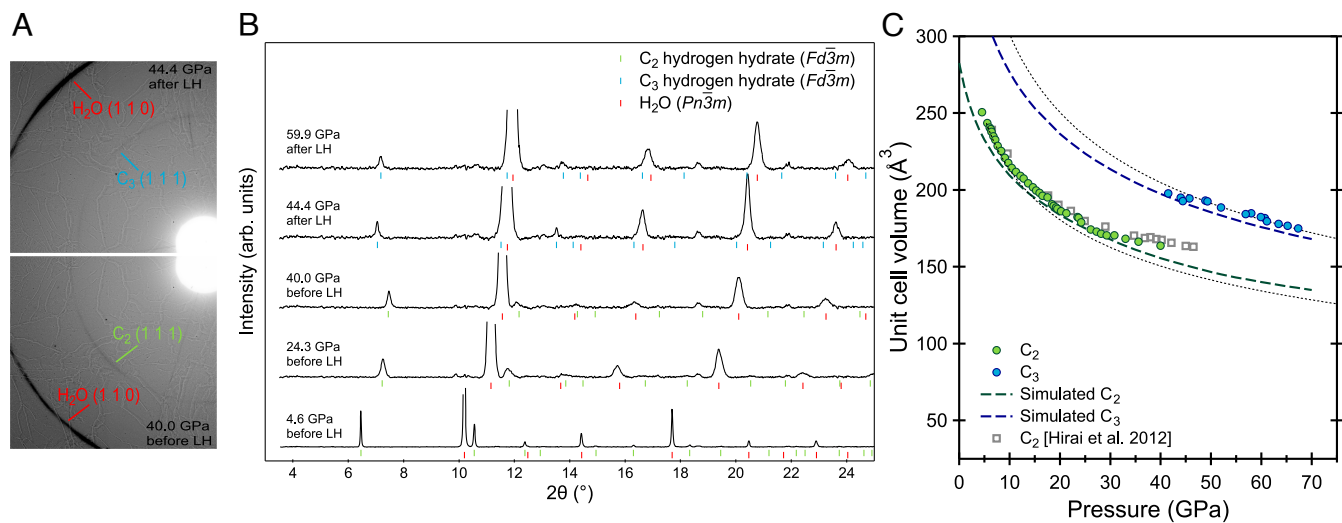 A
44.4 GPa
after LH
H₂O (1 1 0)
C₃ (1 1 1)
C₂ (1 1 1)
H₂O (1 1 0)
40.0 GPa
before LH
B
Intensity (arb. units)
C₂ hydrogen hydrate (Fd3̅m)
C₃ hydrogen hydrate (Fd3̅m)
H₂O (Pn3̅m)
59.9 GPa
after LH
44.4 GPa
after LH
40.0 GPa
before LH
24.3 GPa
before LH
4.6 GPa
before LH
4 6 8 10 12 14 16 18 20 22 24
2θ (°)
C
Unit cell volume (Å³)
300
250
200
150
100
50
C₂
C₃
Simulated C₂
Simulated C₃
C₂ [Hirai et al. 2012]
0 10 20 30 40 50 60 70
Pressure (GPa)